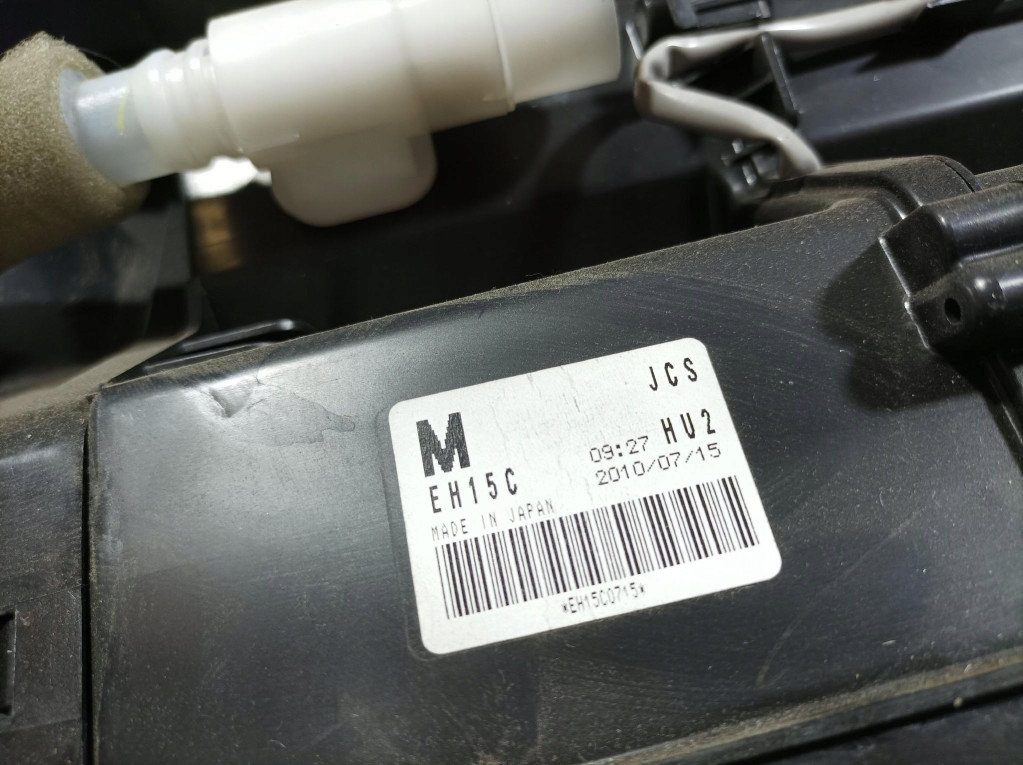 JCS
M 09:27 HU2
EH15C 2010/07/15
MADE IN JAPAN
*EH15C0715*